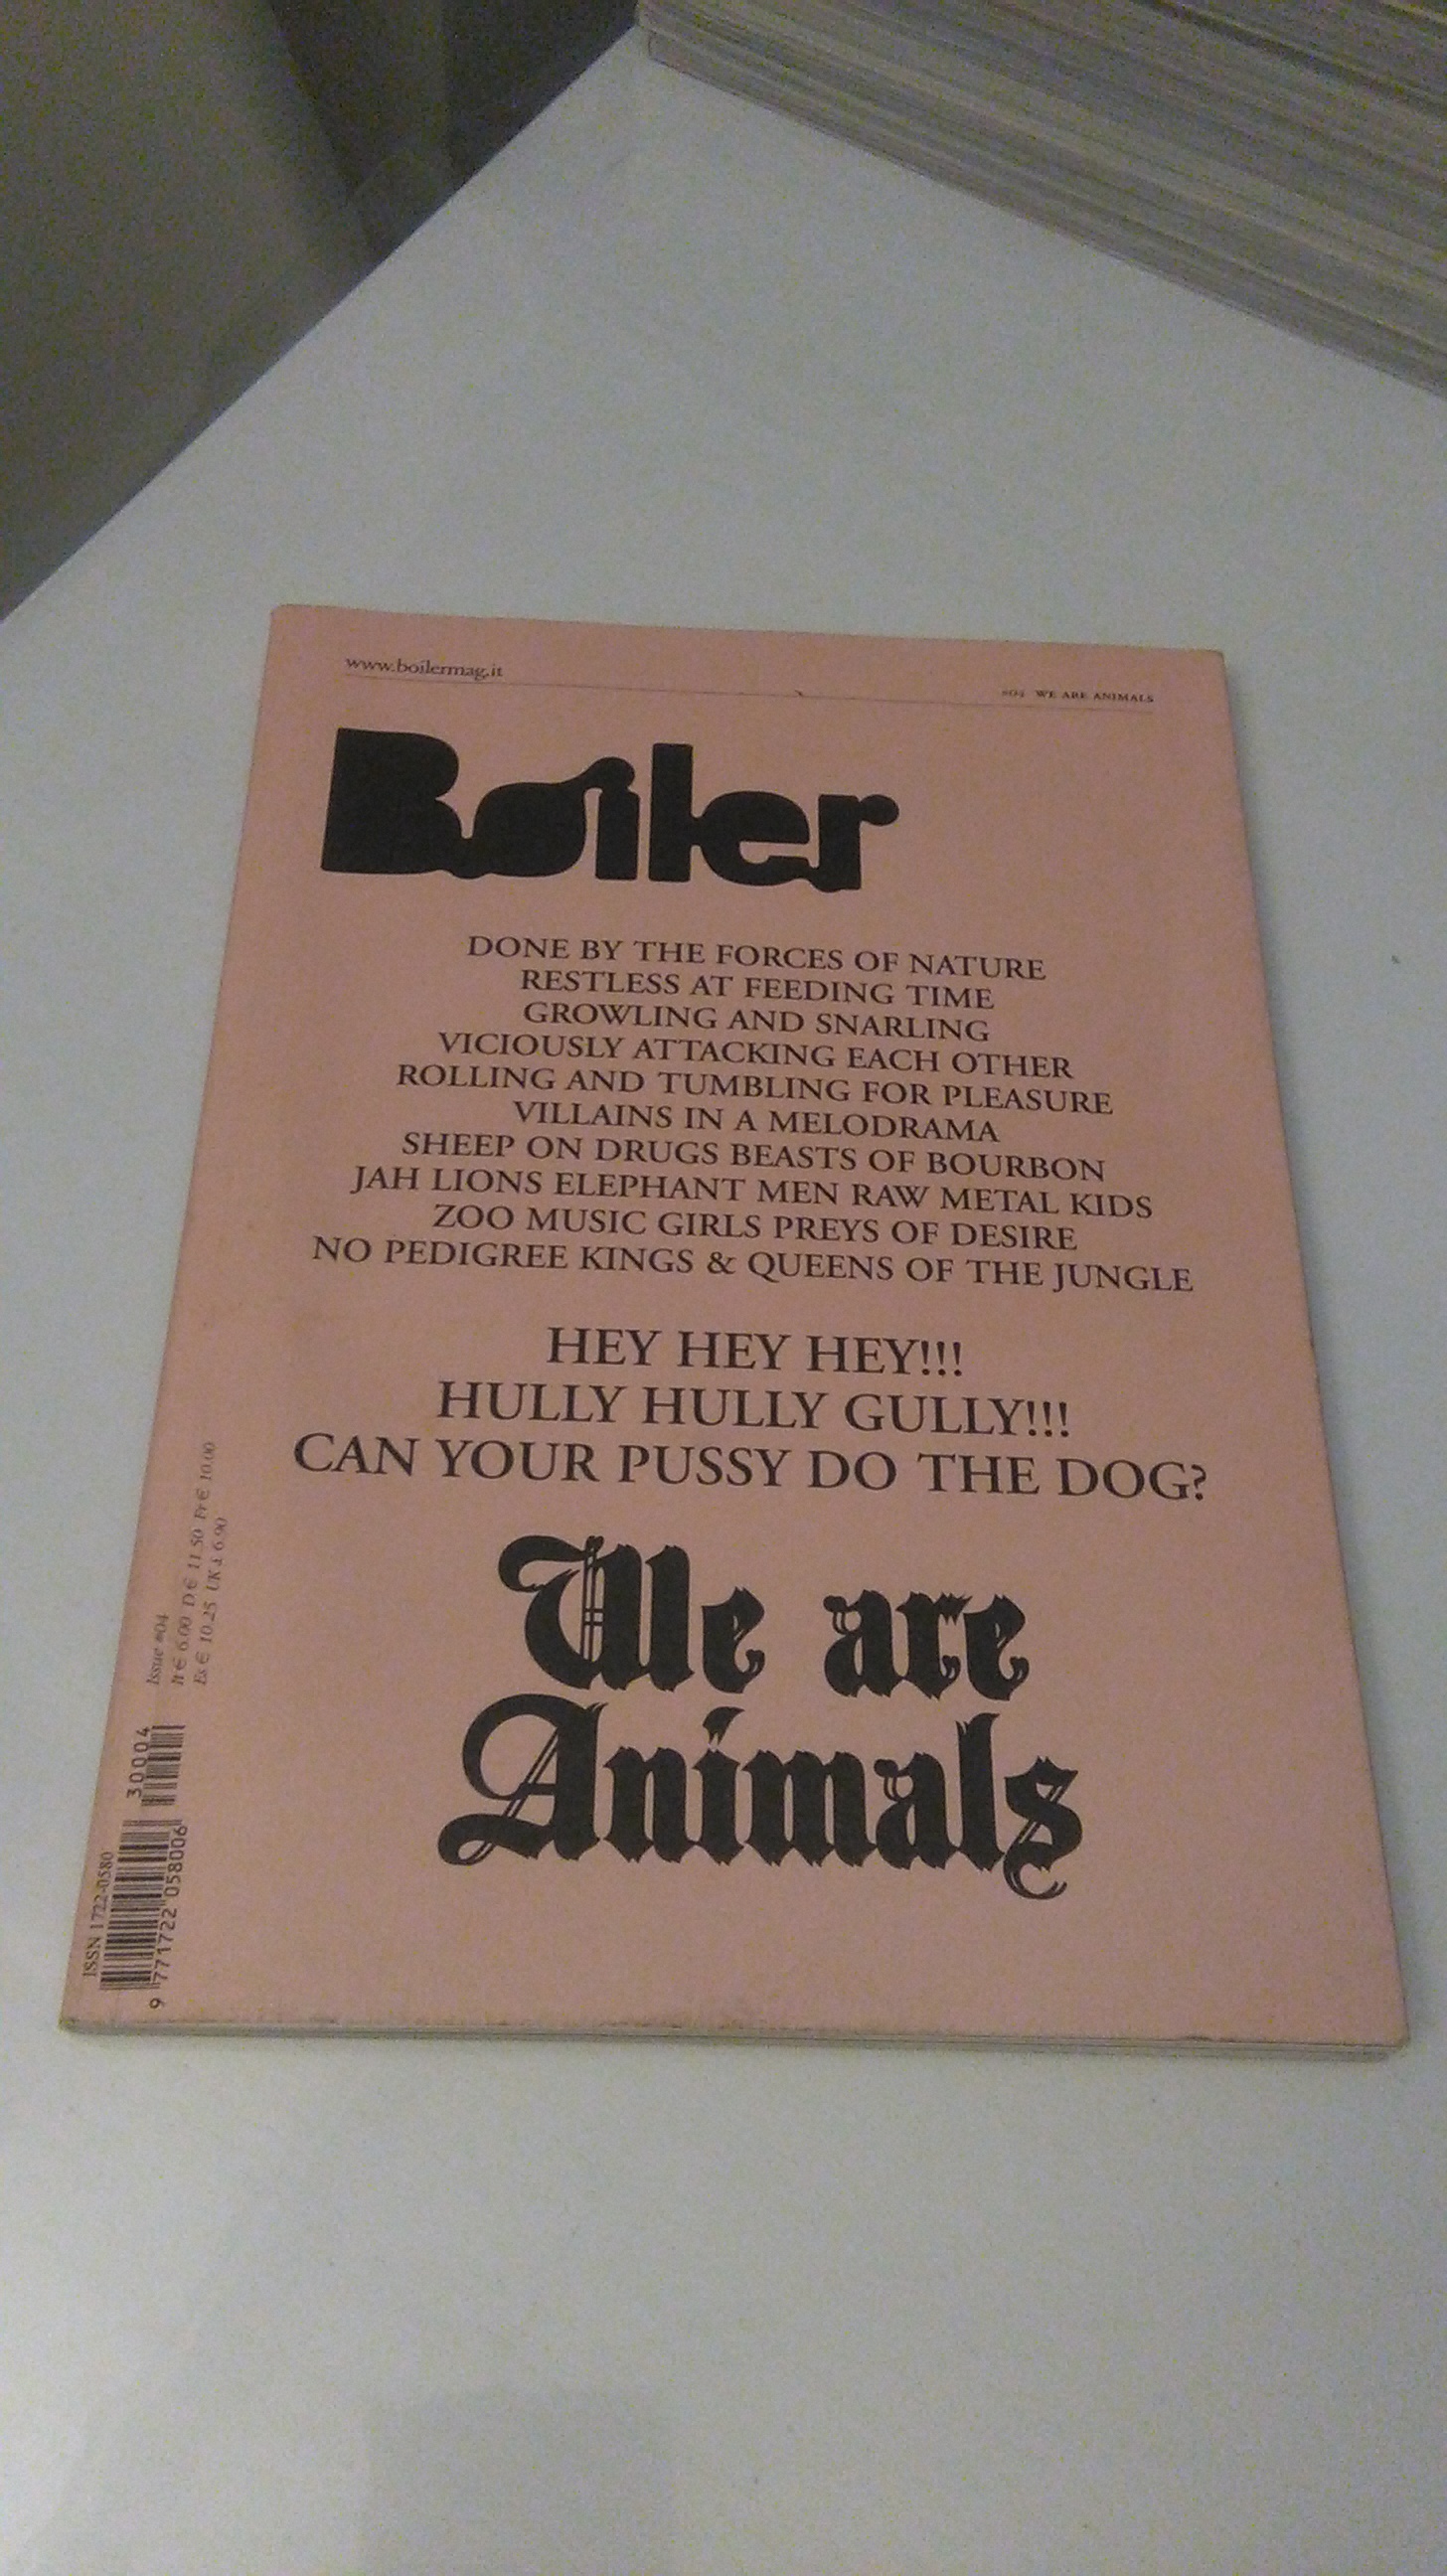 www.boilermag.it
#04 WE ARE ANIMALS
Boiler
DONE BY THE FORCES OF NATURE
RESTLESS AT FEEDING TIME
GROWLING AND SNARLING
VICIOUSLY ATTACKING EACH OTHER
ROLLING AND TUMBLING FOR PLEASURE
VILLAINS IN A MELODRAMA
SHEEP ON DRUGS BEASTS OF BOURBON
JAH LIONS ELEPHANT MEN RAW METAL KIDS
ZOO MUSIC GIRLS PREYS OF DESIRE
NO PEDIGREE KINGS & QUEENS OF THE JUNGLE
HEY HEY HEY!!!
HULLY HULLY GULLY!!!
CAN YOUR PUSSY DO THE DOG?
We are
Animals
Issue #04
It € 6.00 D € 11.50 Fr € 10.00
Es € 10.25 UK £ 6.90
ISSN 1722-0580
9 771722 058006
30004